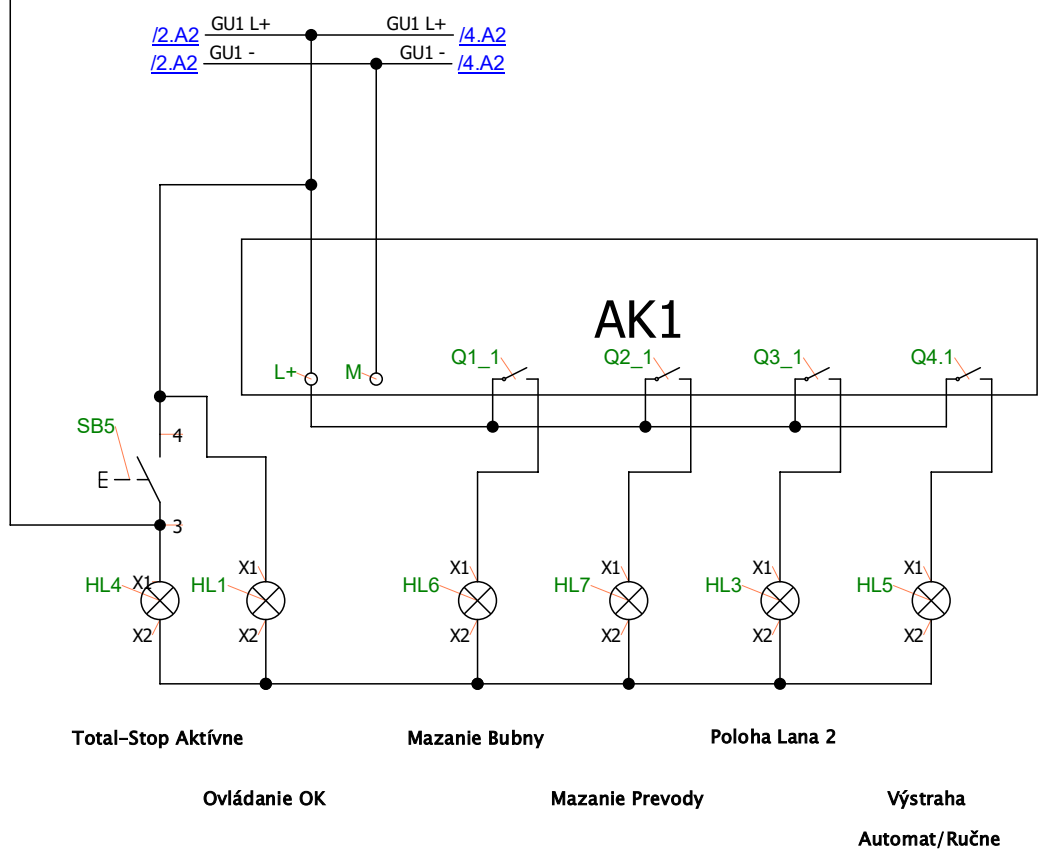 /2.A2 GU1 L+ GU1 L+ /4.A2
/2.A2 GU1 - GU1 - /4.A2
AK1
L+ M Q1_1 Q2_1 Q3_1 Q4.1
SB5 4
E
3
X1 X1 X1 X1 X1 X1
HL4 HL1 HL6 HL7 HL3 HL5
X2 X2 X2 X2 X2 X2
Total-Stop Aktívne Mazanie Bubny Poloha Lana 2
Ovládanie OK Mazanie Prevody Výstraha
Automat/Ručne